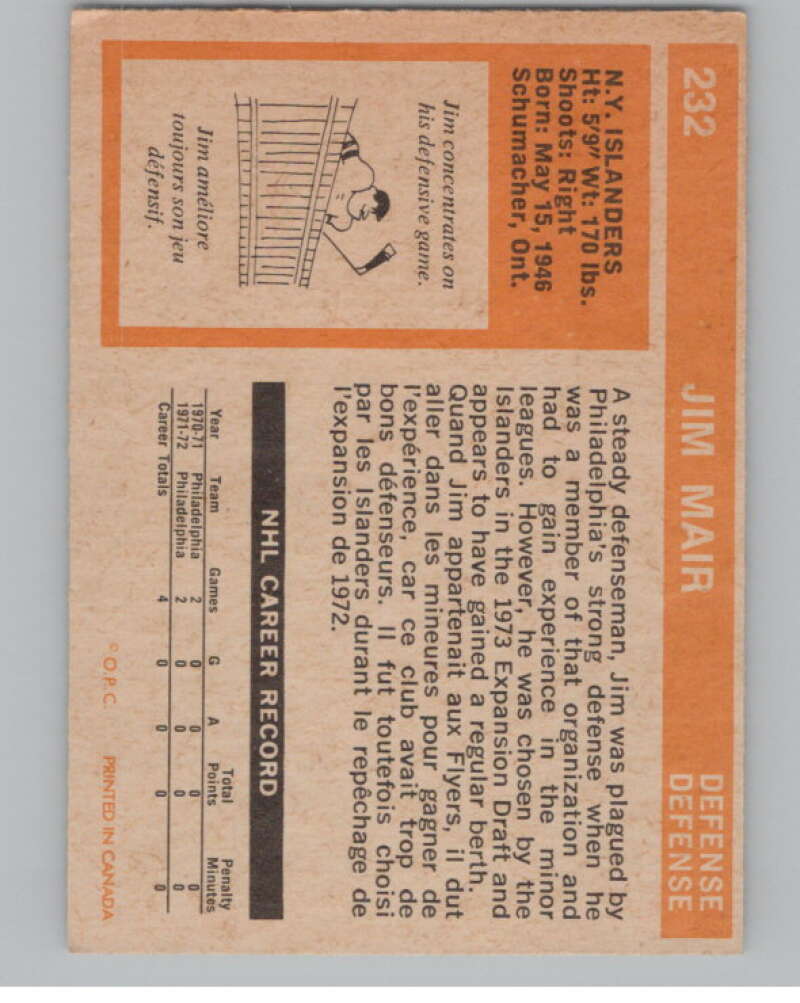 232 JIM MAIR DEFENSE
DEFENSE
N.Y. ISLANDERS
Ht: 5'9" Wt: 170 lbs.
Shoots: Right
Born: May 15, 1946
Schumacher, Ont.
Jim concentrates on
his defensive game.
Jim améliore
toujours son jeu
défensif.
A steady defenseman, Jim was plagued by
Philadelphia's strong defense when he
was a member of that organization and
had to gain experience in the minor
leagues. However, he was chosen by the
Islanders in the 1973 Expansion Draft and
appears to have gained a regular berth.
Quand Jim appartenait aux Flyers, il dut
aller dans les mineures pour gagner de
l'expérience, car ce club avait trop de
bons défenseurs. Il fut toutefois choisi
par les Islanders durant le repêchage de
l'expansion de 1972.
NHL CAREER RECORD
Year Team Games G A Total Points Penalty Minutes
1970-71 Philadelphia 2 0 0 0 0
1971-72 Philadelphia 2 0 0 0 0
Career Totals 4 0 0 0 0
© O.P.C. PRINTED IN CANADA